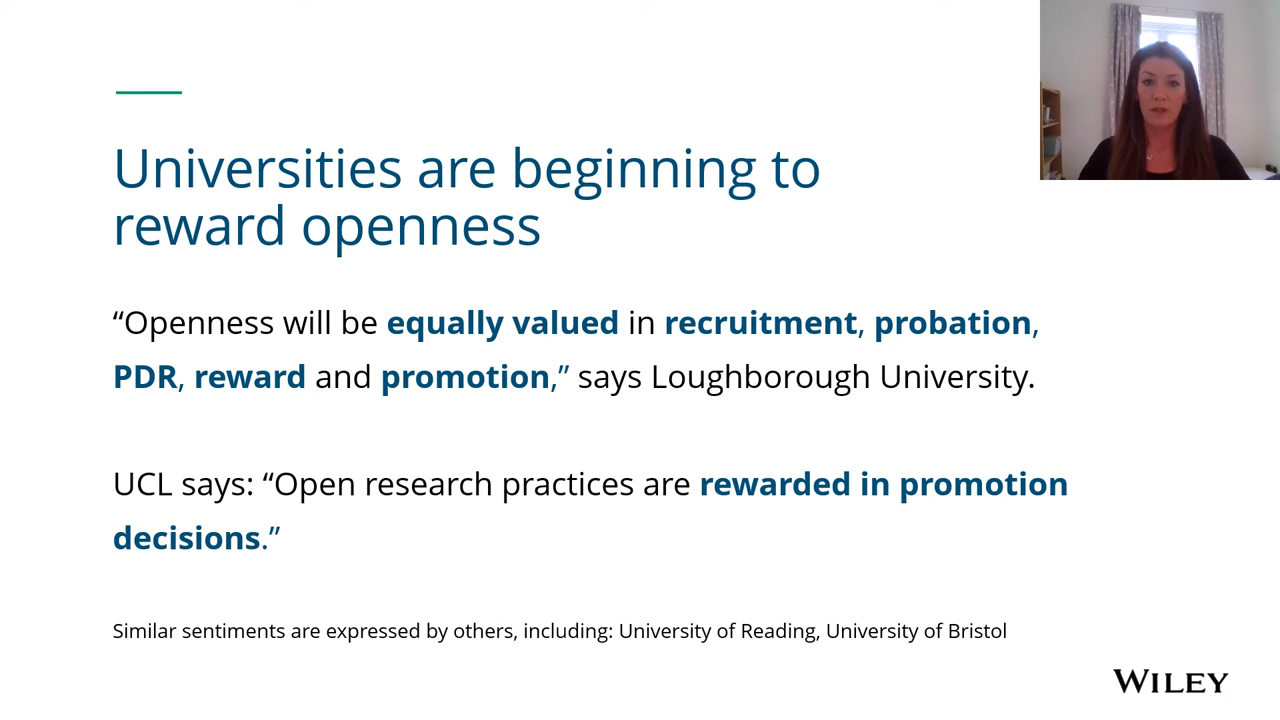 Universities are beginning to
reward openness
“Openness will be equally valued in recruitment, probation,
PDR, reward and promotion,” says Loughborough University.
UCL says: “Open research practices are rewarded in promotion
decisions.”
Similar sentiments are expressed by others, including: University of Reading, University of Bristol
WILEY